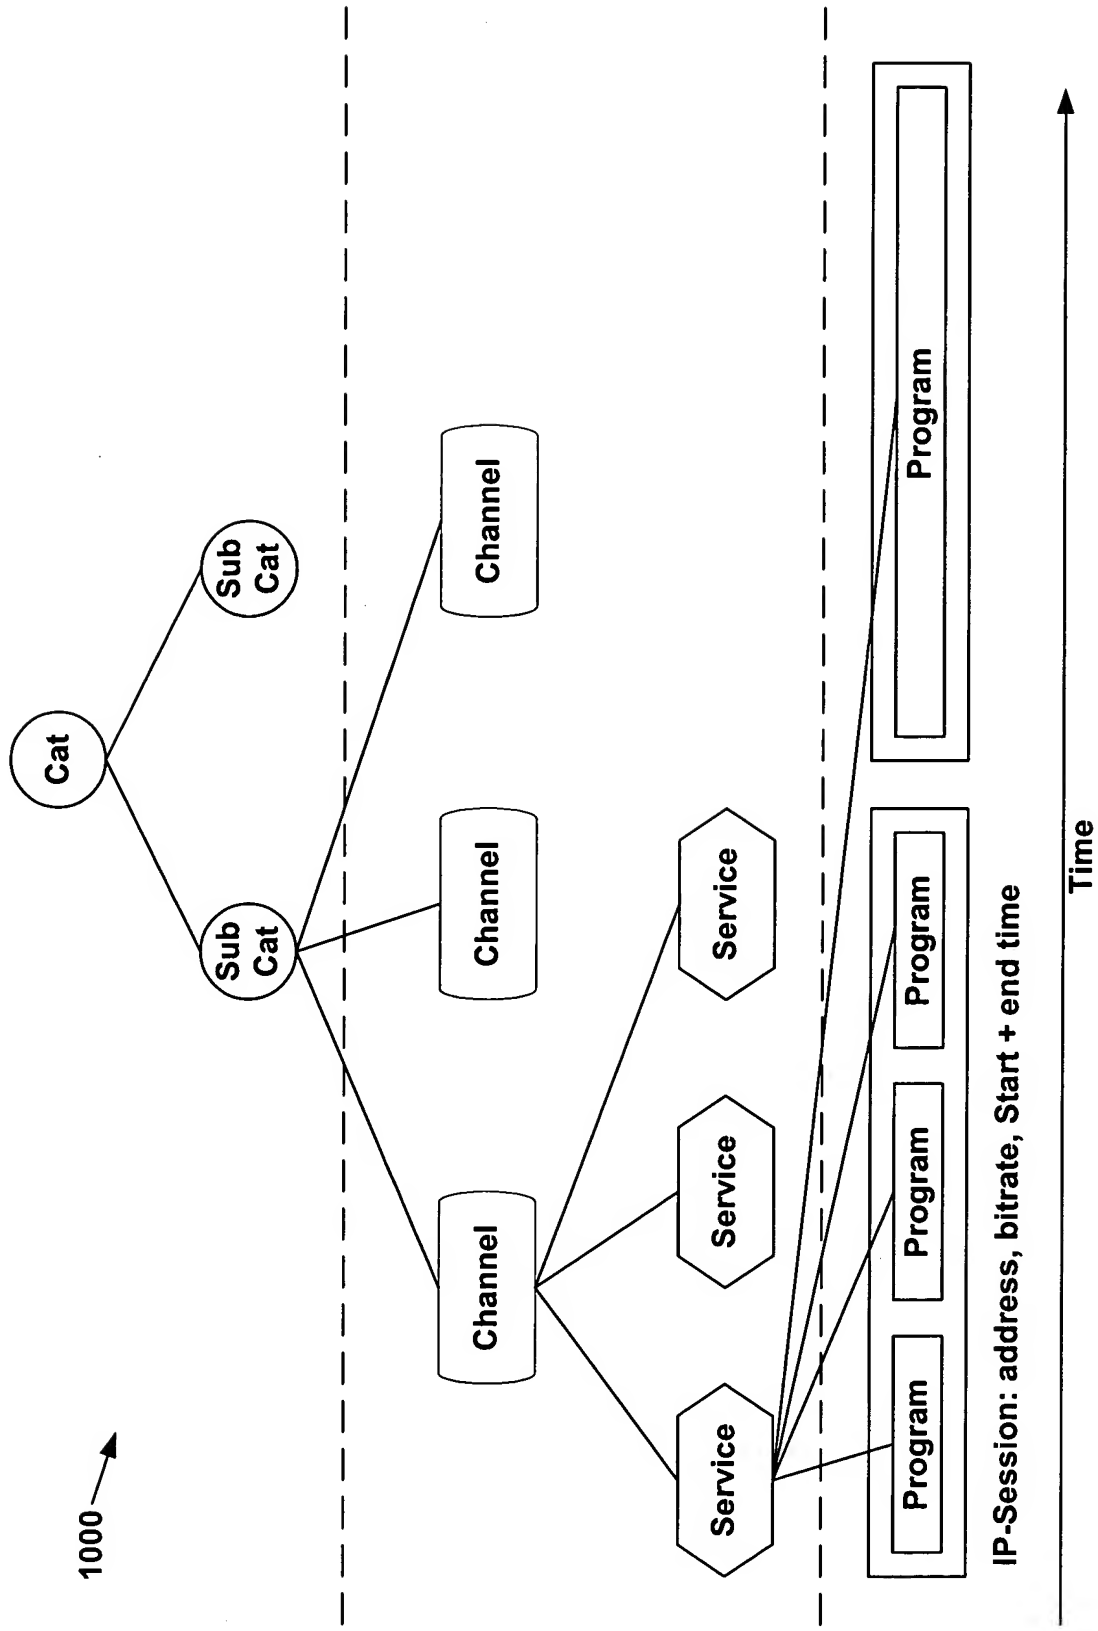 1000
Cat
Sub
Cat
Sub
Cat
Channel
Channel
Channel
Service
Service
Service
Program
Program
Program
Program
IP-Session: address, bitrate, Start + end time
Time